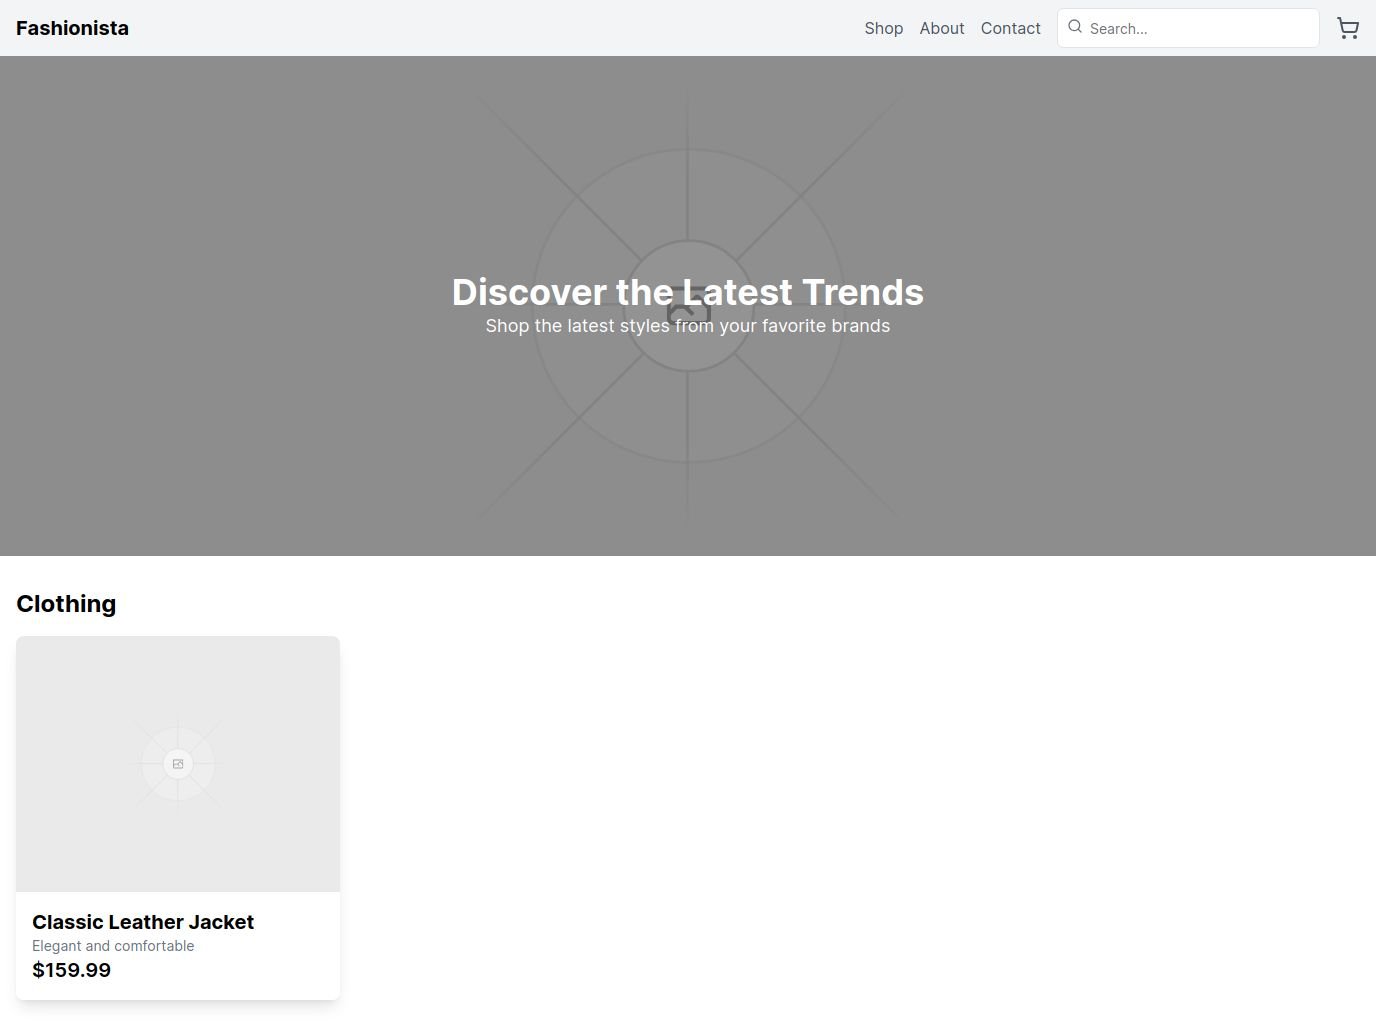 Fashionista
Shop
About
Contact
Search...
Discover the Latest Trends
Shop the latest styles from your favorite brands
Clothing
Classic Leather Jacket
Elegant and comfortable
$159.99